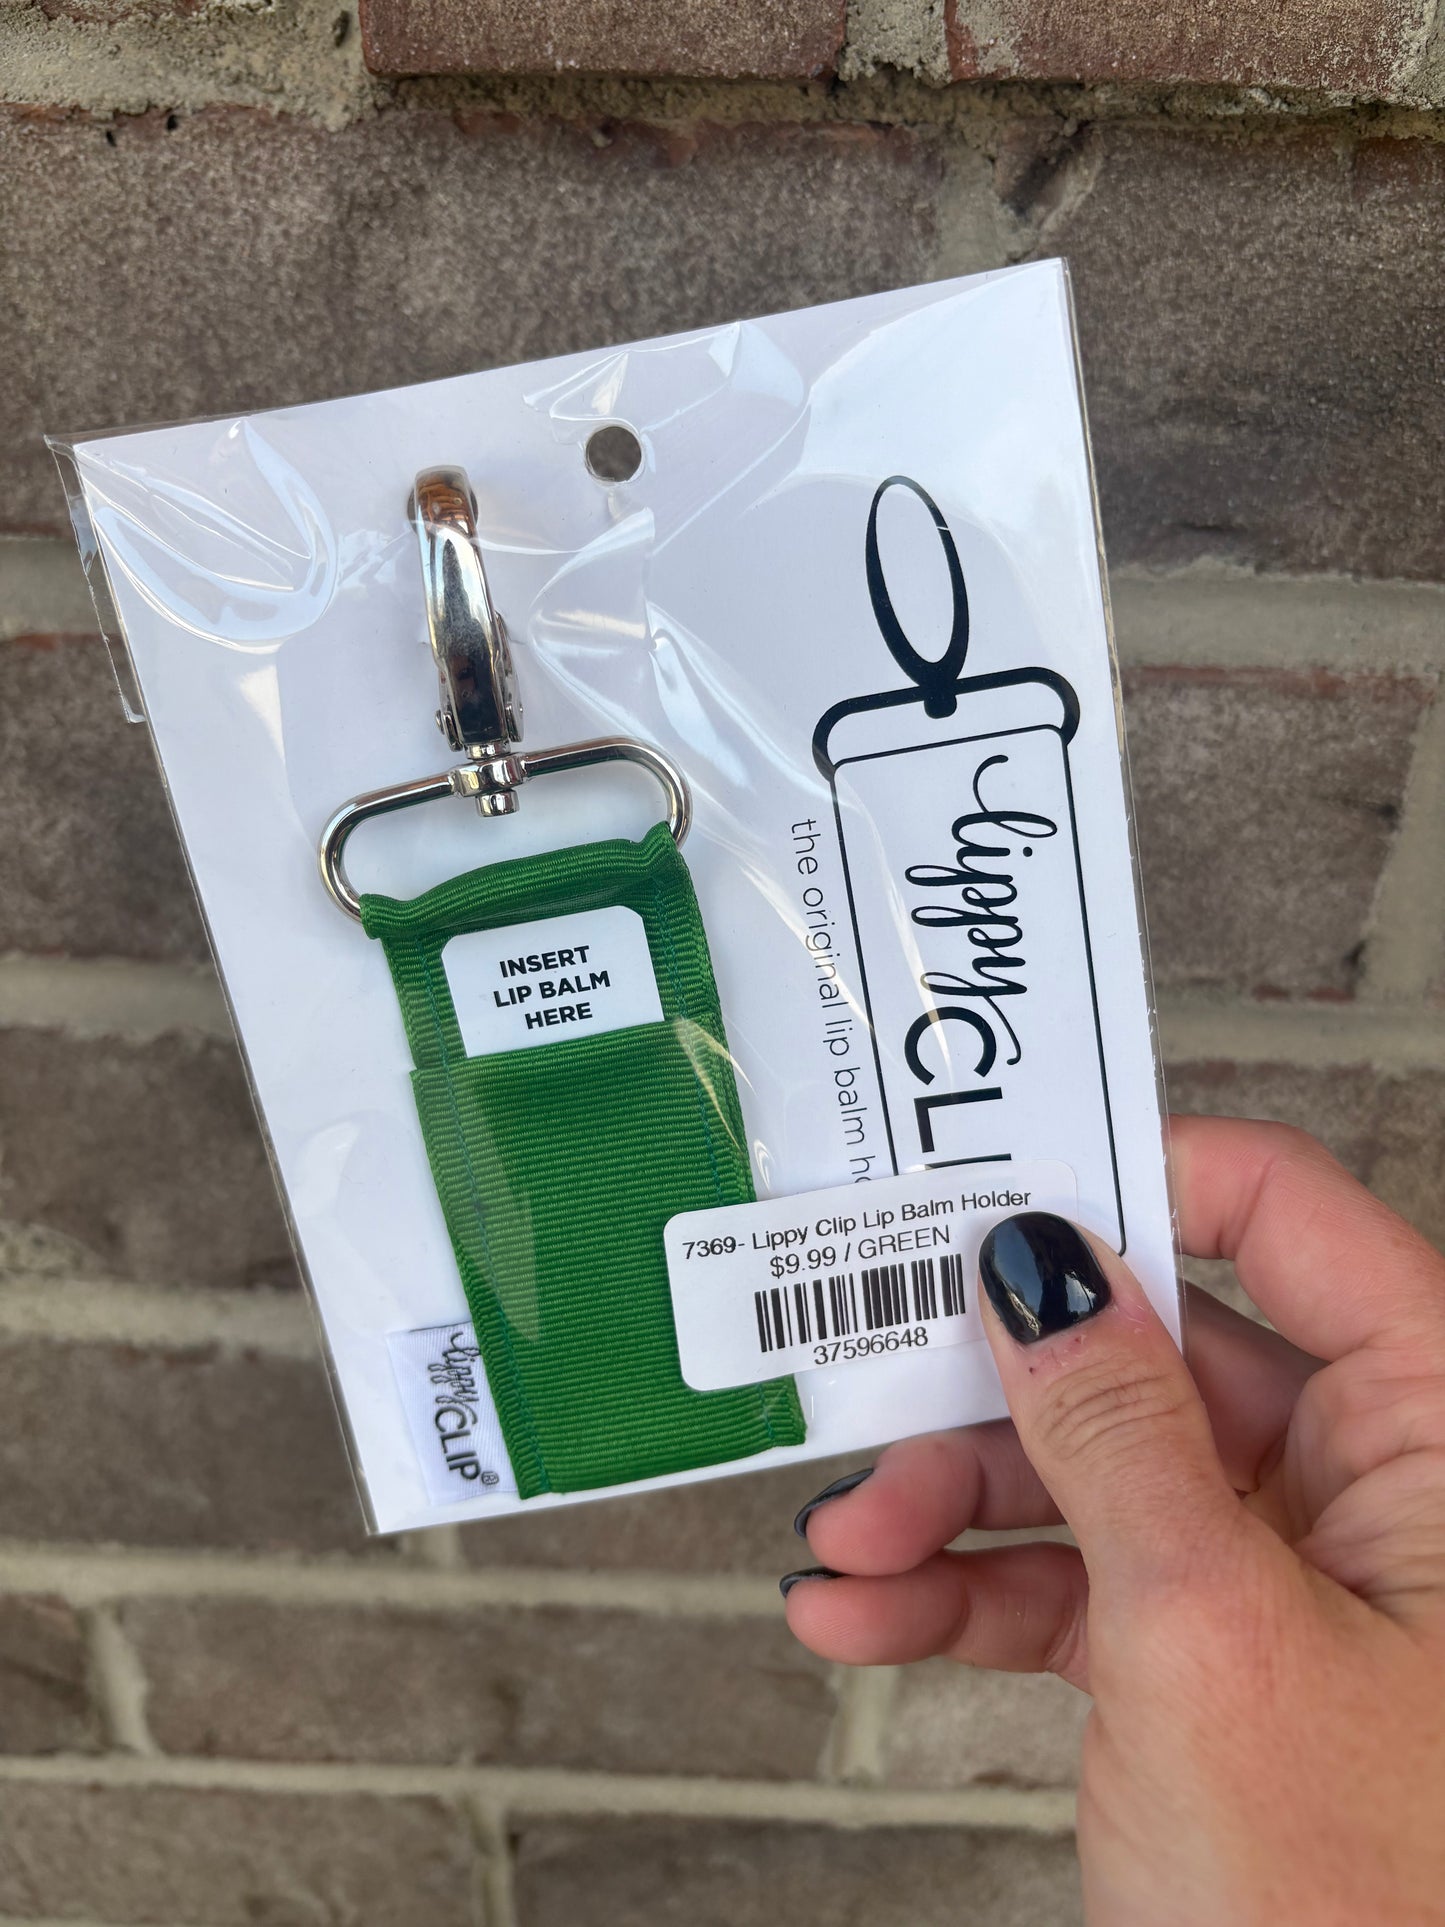 INSERT
LIP BALM
HERE
lippy CLI
the original lip balm
7369- Lippy Clip Lip Balm Holder
$9.99 / GREEN
37596648
lippy CLIP®